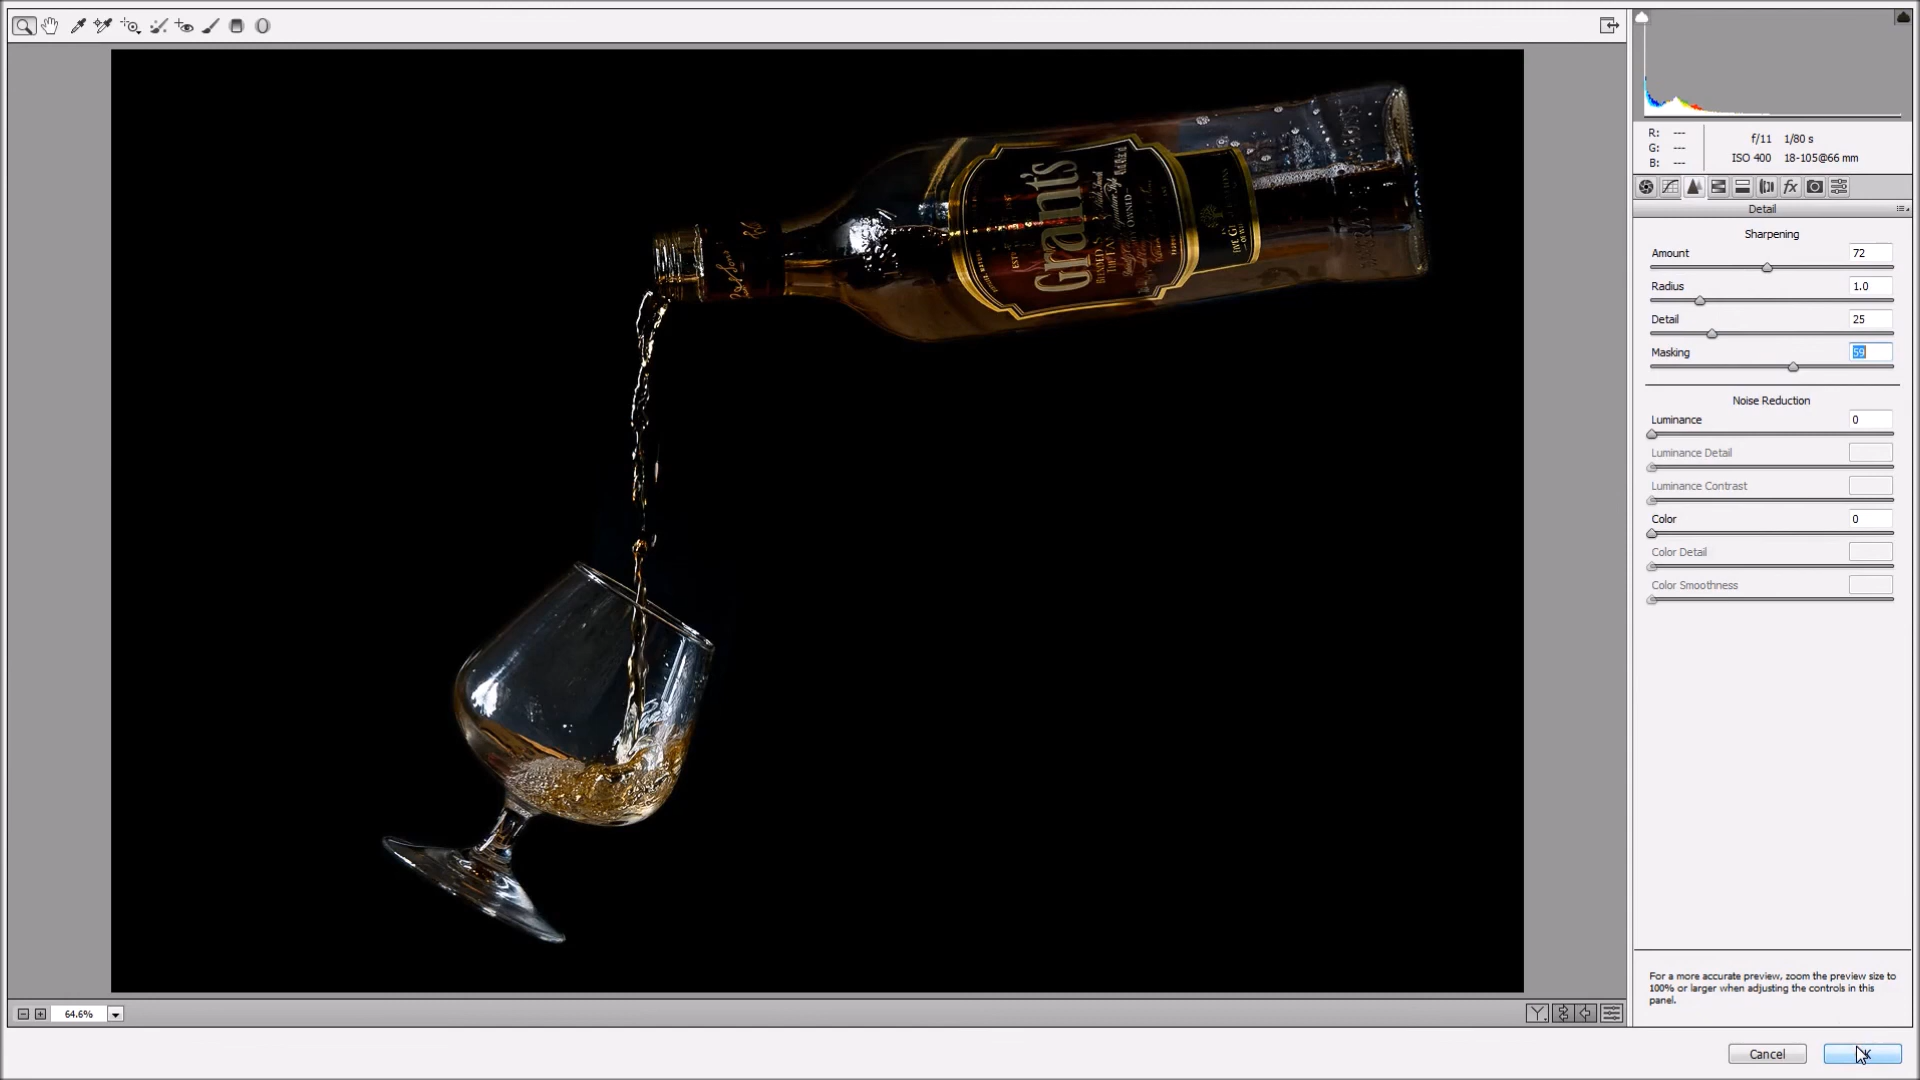 R: ---
G: ---
B: ---
f/11 1/80 s
ISO 400 18-105@66 mm
Detail
Sharpening
Amount 72
Radius 1.0
Detail 25
Masking 59
Noise Reduction
Luminance 0
Luminance Detail
Luminance Contrast
Color 0
Color Detail
Color Smoothness
Grant's
For a more accurate preview, zoom the preview size to
100% or larger when adjusting the controls in this
panel.
64.6%
Y
Cancel